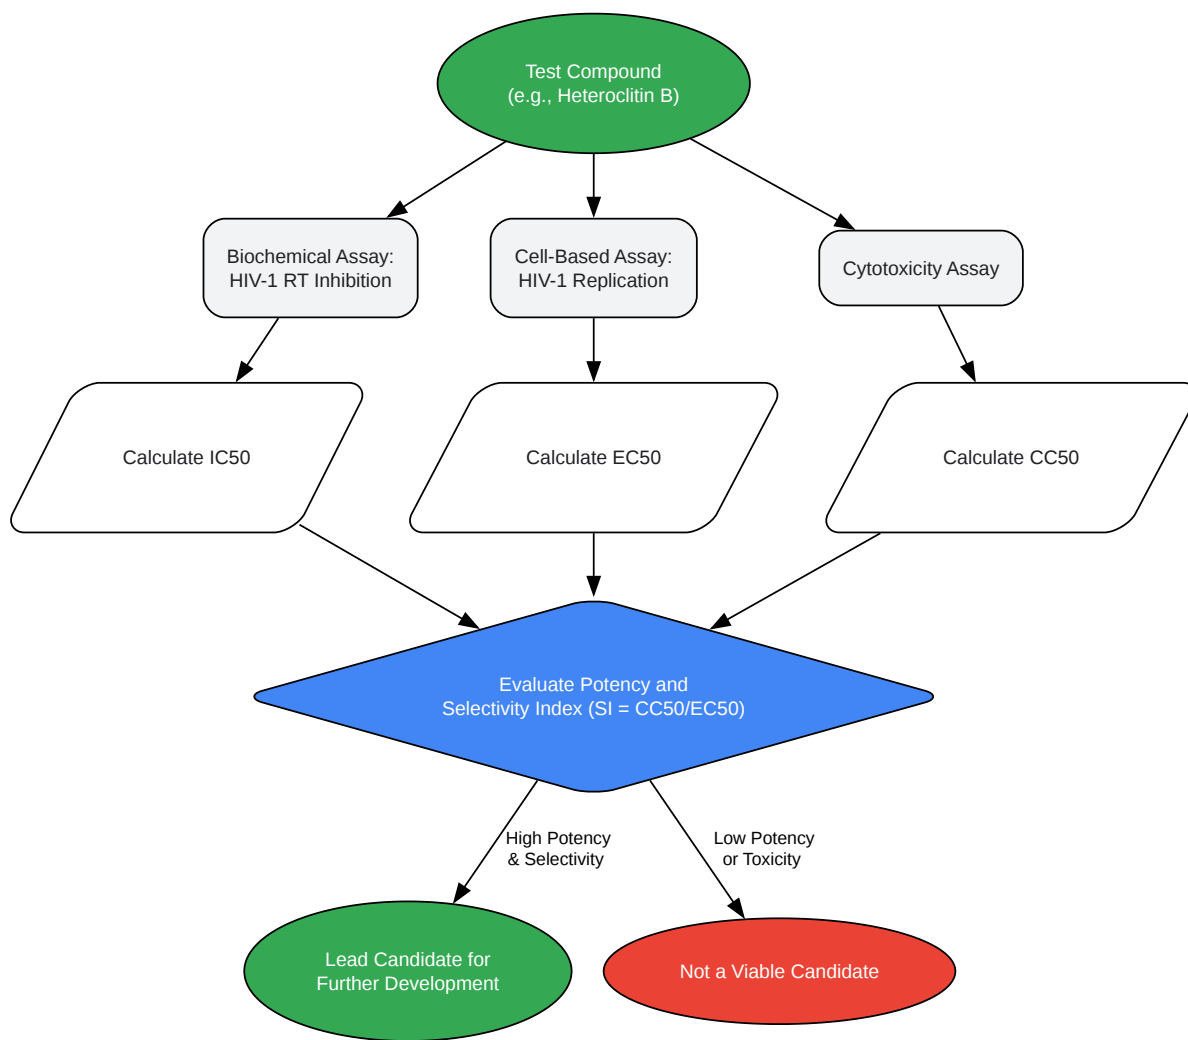 Test Compound
(e.g., Heteroclitin B)
Biochemical Assay:
HIV-1 RT Inhibition
Cell-Based Assay:
HIV-1 Replication
Cytotoxicity Assay
Calculate IC50
Calculate EC50
Calculate CC50
Evaluate Potency and
Selectivity Index (SI = CC50/EC50)
High Potency
& Selectivity
Low Potency
or Toxicity
Lead Candidate for
Further Development
Not a Viable Candidate